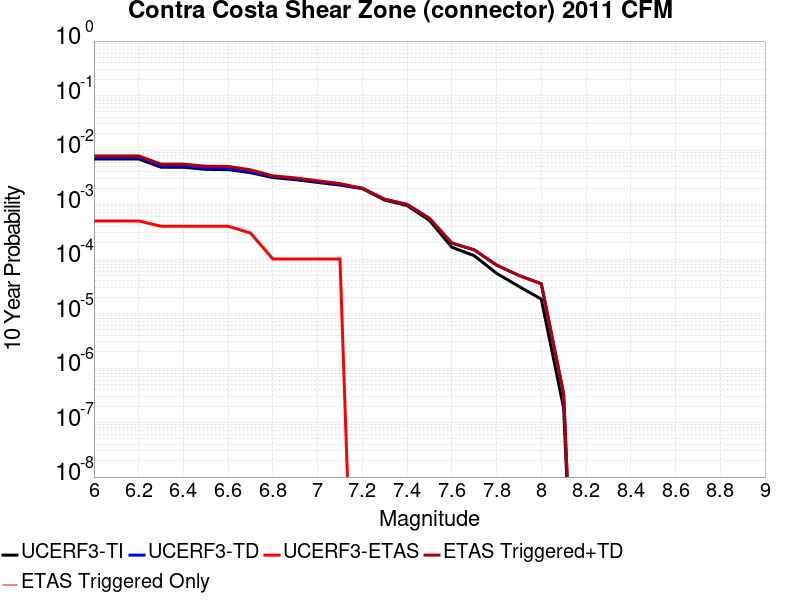 Contra Costa Shear Zone (connector) 2011 CFM
10^0
10^-1
10^-2
10^-3
10^-4
10^-5
10^-6
10^-7
10^-8
10 Year Probability
6 6.2 6.4 6.6 6.8 7 7.2 7.4 7.6 7.8 8 8.2 8.4 8.6 8.8 9
Magnitude
UCERF3-TI UCERF3-TD UCERF3-ETAS ETAS Triggered+TD
ETAS Triggered Only